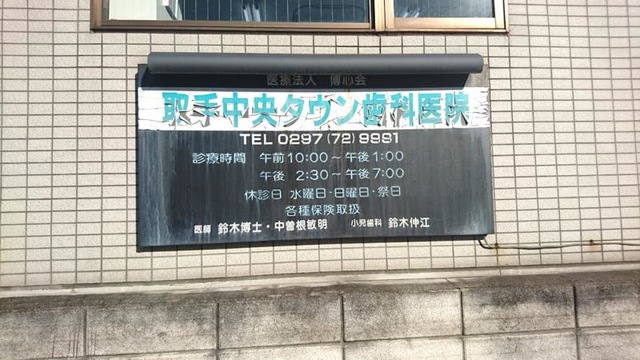 医療法人 博心会
取手中央タウン歯科医院
TEL 0297(72)9991
診療時間 午前10:00～午後1:00
午後 2:30～午後7:00
休診日 水曜日・日曜日・祭日
各種保険取扱
医師 鈴木博士・中曽根敏明 小児歯科 鈴木伸江